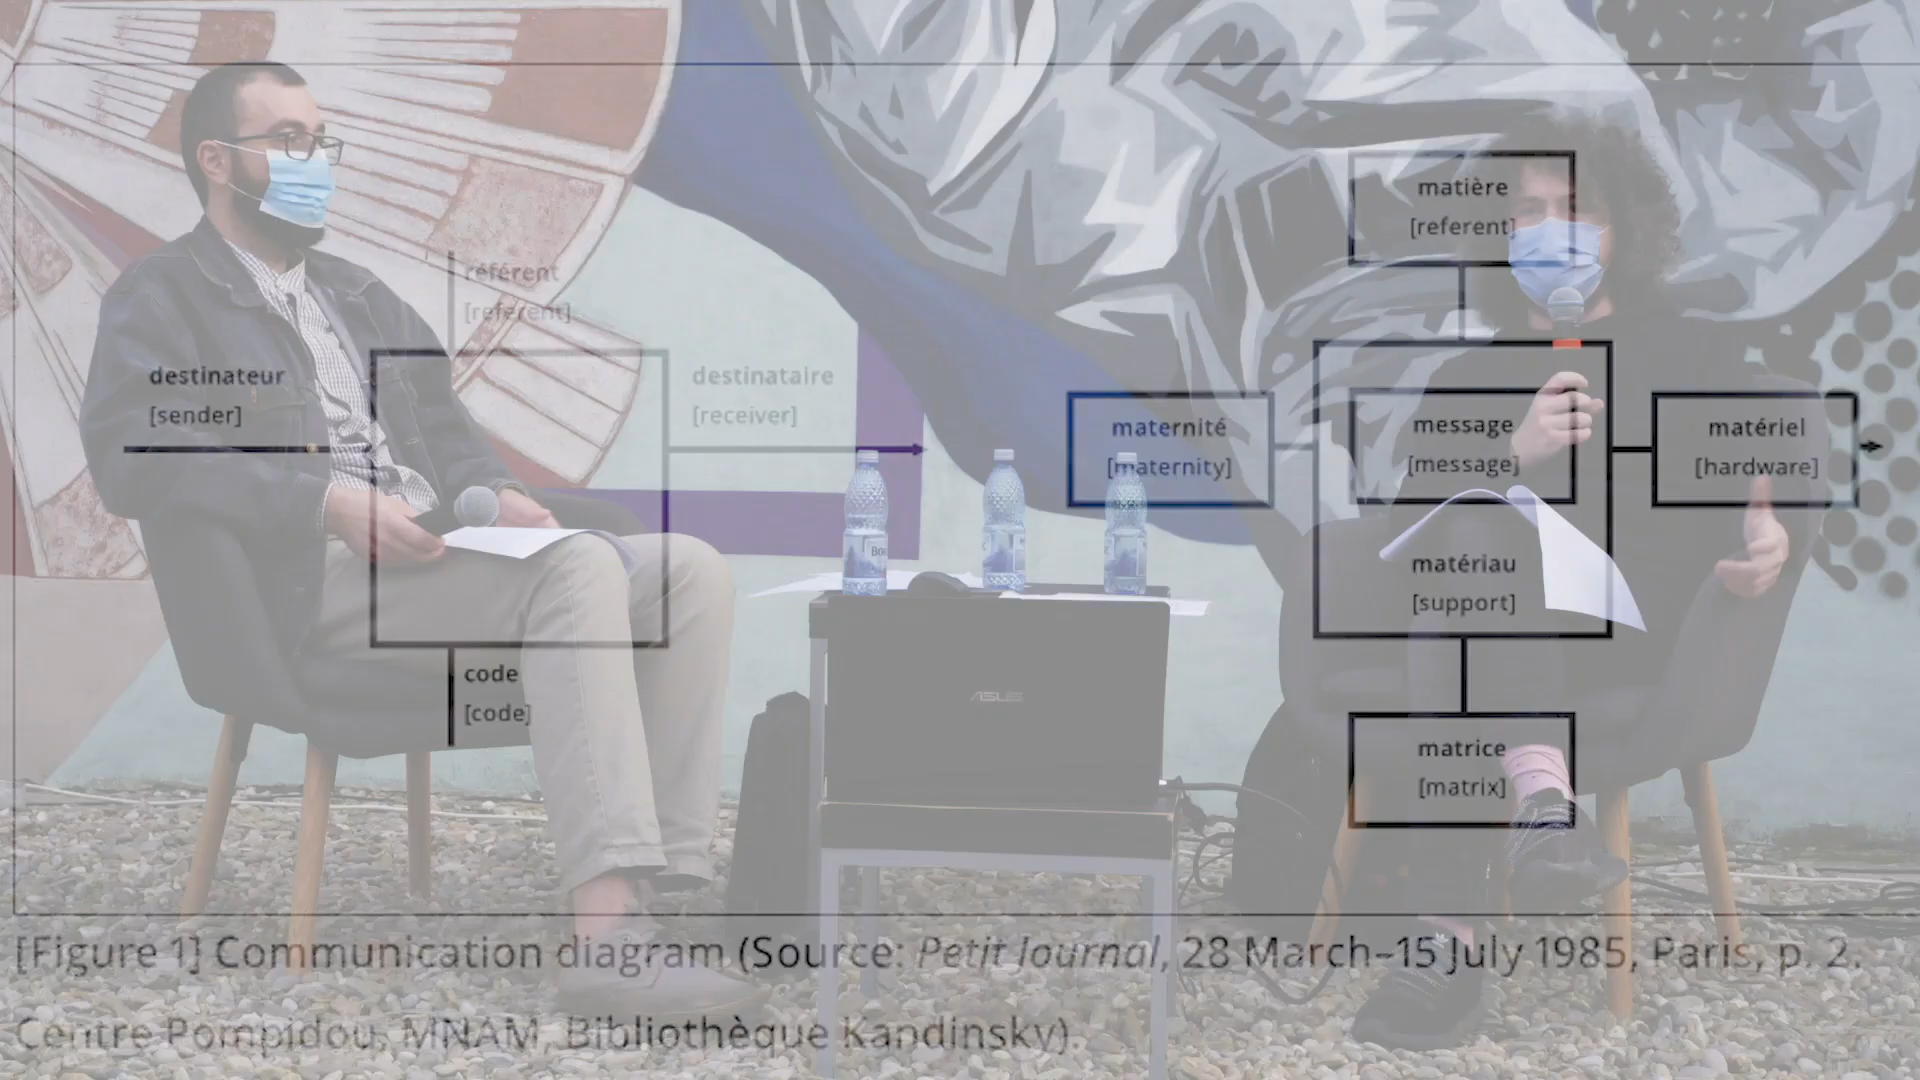 référent
[referent]
destinateur
[sender]
destinataire
[receiver]
code
[code]
matière
[referent]
maternité
[maternity]
message
[message]
matériel
[hardware]
matériau
[support]
matrice
[matrix]
ASUS
[Figure 1] Communication diagram (Source: Petit Journal, 28 March–15 July 1985, Paris, p. 2.
Centre Pompidou, MNAM, Bibliothèque Kandinsky).